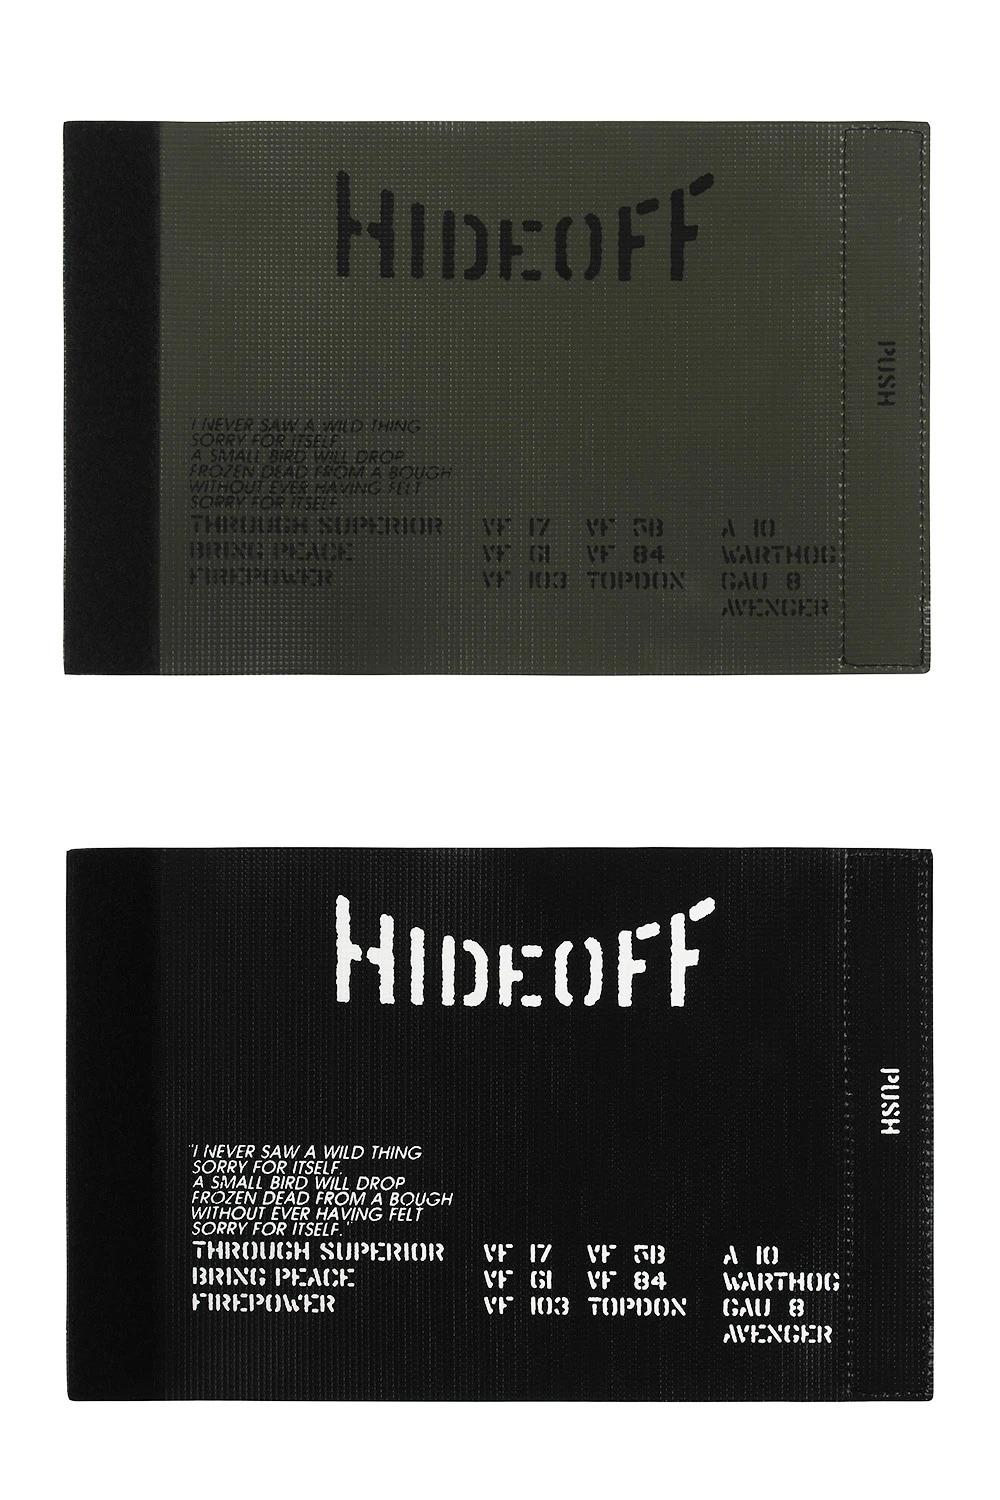 HIDEOFF
PUSH
I NEVER SAW A WILD THING
SORRY FOR ITSELF.
A SMALL BIRD WILL DROP
FROZEN DEAD FROM A BOUGH
WITHOUT EVER HAVING FELT
SORRY FOR ITSELF.
THROUGH SUPERIOR
BRING PEACE
FIREPOWER
VF 17 VF 5B
VF 61 VF 84
VF 103 TOPDON
A 10
WARTHOG
GAU 8
AVENGER
HIDEOFF
PUSH
"I NEVER SAW A WILD THING
SORRY FOR ITSELF.
A SMALL BIRD WILL DROP
FROZEN DEAD FROM A BOUGH
WITHOUT EVER HAVING FELT
SORRY FOR ITSELF."
THROUGH SUPERIOR
BRING PEACE
FIREPOWER
VF 17 VF 5B
VF 61 VF 84
VF 103 TOPDON
A 10
WARTHOG
GAU 8
AVENGER